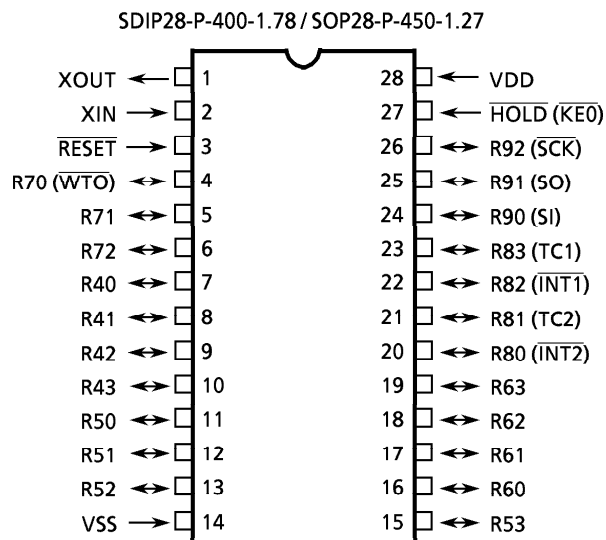 SDIP28-P-400-1.78 / SOP28-P-450-1.27
XOUT 1 28 VDD
XIN 2 27 HOLD (KE0)
RESET 3 26 R92 (SCK)
R70 (WTO) 4 25 R91 (SO)
R71 5 24 R90 (SI)
R72 6 23 R83 (TC1)
R40 7 22 R82 (INT1)
R41 8 21 R81 (TC2)
R42 9 20 R80 (INT2)
R43 10 19 R63
R50 11 18 R62
R51 12 17 R61
R52 13 16 R60
VSS 14 15 R53